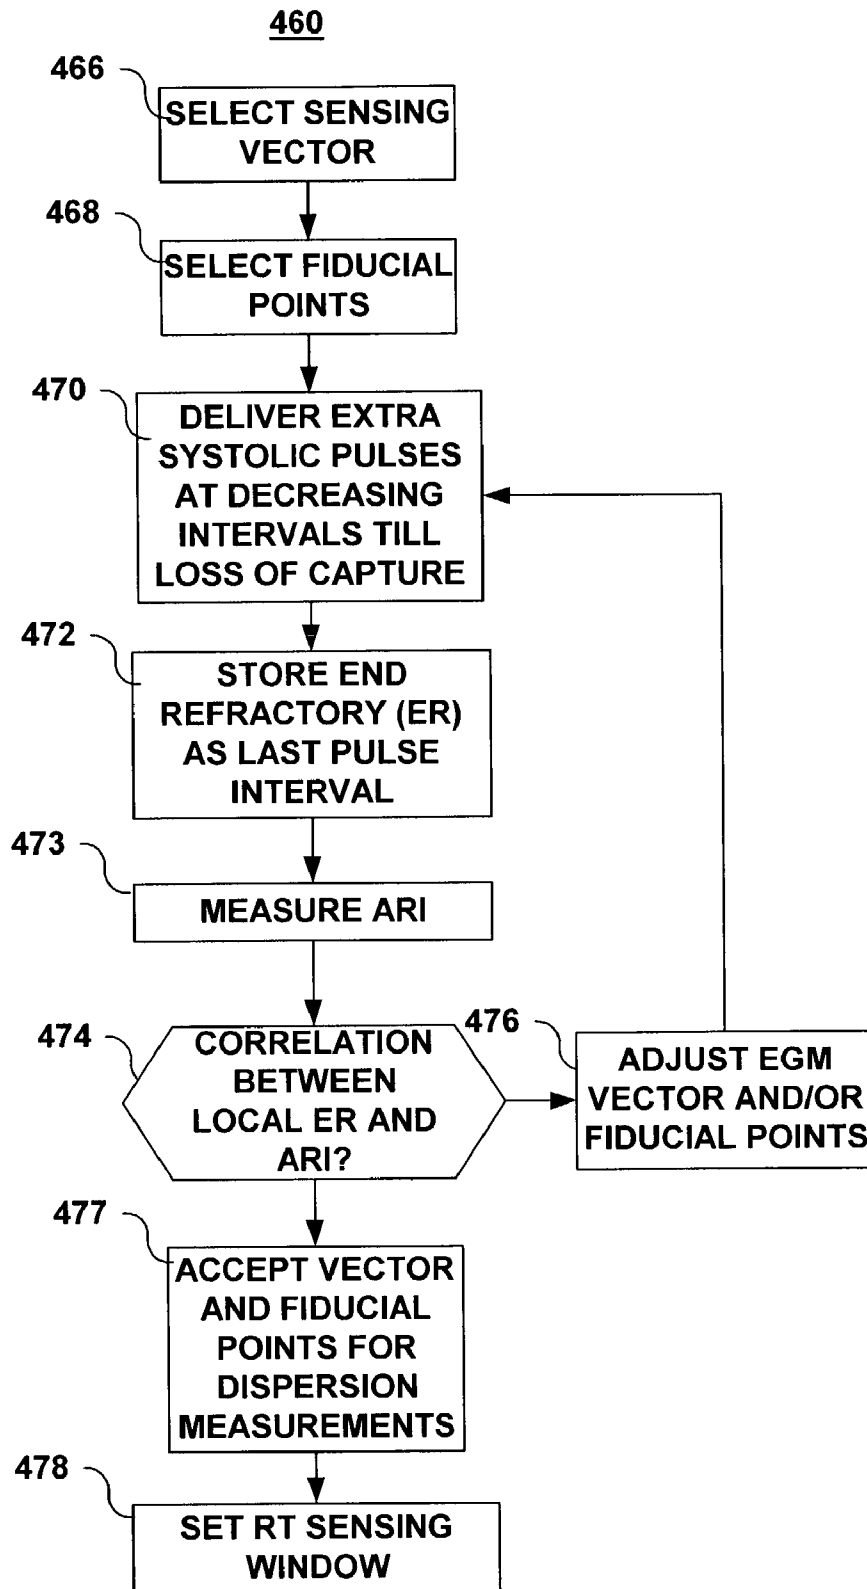 460
466
SELECT SENSING
VECTOR
468
SELECT FIDUCIAL
POINTS
470
DELIVER EXTRA
SYSTOLIC PULSES
AT DECREASING
INTERVALS TILL
LOSS OF CAPTURE
472
STORE END
REFRACTORY (ER)
AS LAST PULSE
INTERVAL
473
MEASURE ARI
474
CORRELATION
BETWEEN
LOCAL ER AND
ARI?
476
ADJUST EGM
VECTOR AND/OR
FIDUCIAL POINTS
477
ACCEPT VECTOR
AND FIDUCIAL
POINTS FOR
DISPERSION
MEASUREMENTS
478
SET RT SENSING
WINDOW